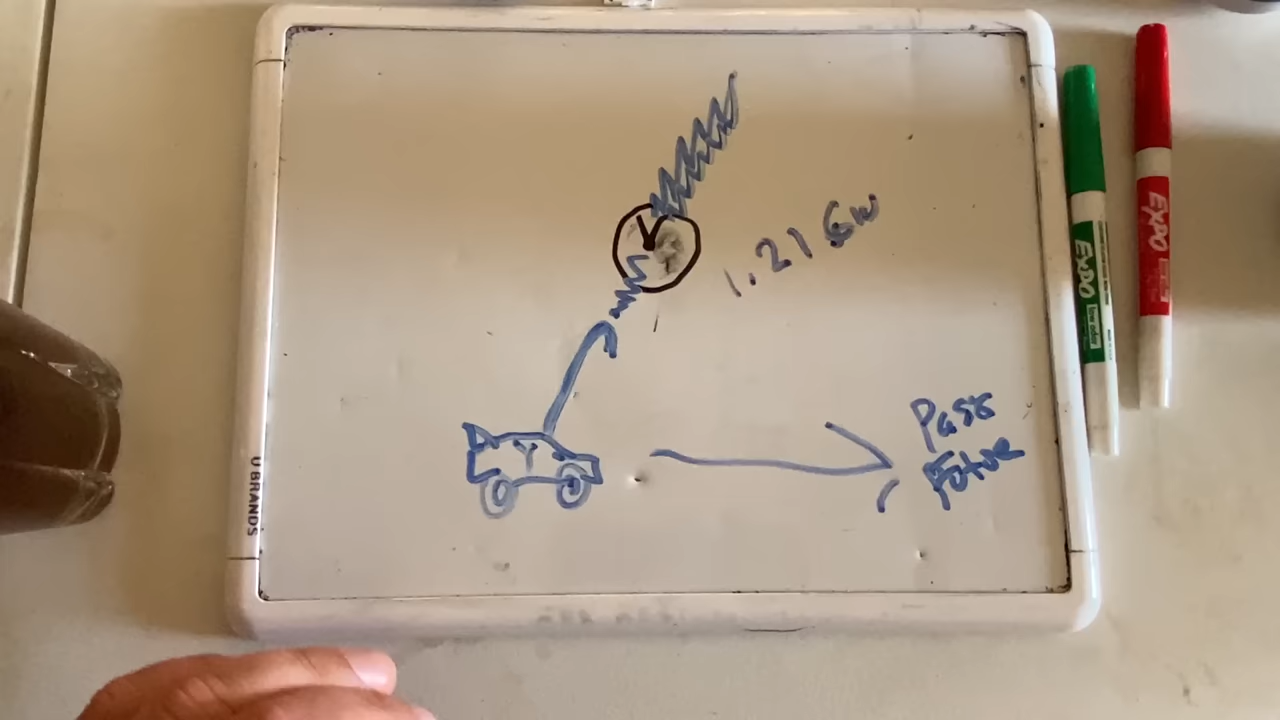 1.21 GW
Past
Future
EXPO
EXPO
U BRANDS